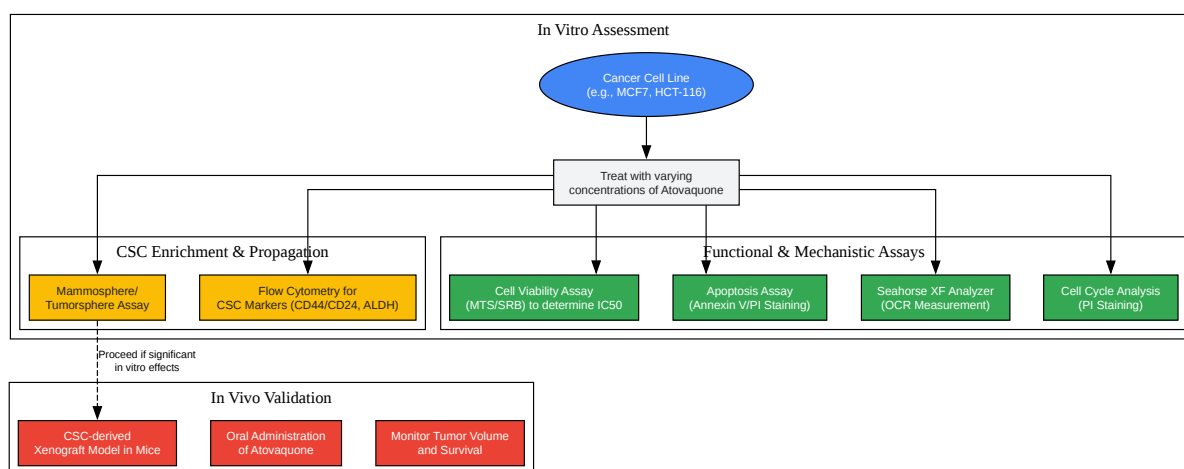 In Vitro Assessment
Cancer Cell Line
(e.g., MCF7, HCT-116)
Treat with varying
concentrations of Atovaquone
CSC Enrichment & Propagation
Functional & Mechanistic Assays
Mammosphere/
Tumorsphere Assay
Flow Cytometry for
CSC Markers (CD44/CD24, ALDH)
Cell Viability Assay
(MTS/SRB) to determine IC50
Apoptosis Assay
(Annexin V/PI Staining)
Seahorse XF Analyzer
(OCR Measurement)
Cell Cycle Analysis
(PI Staining)
Proceed if significant
in vitro effects
In Vivo Validation
CSC-derived
Xenograft Model in Mice
Oral Administration
of Atovaquone
Monitor Tumor Volume
and Survival